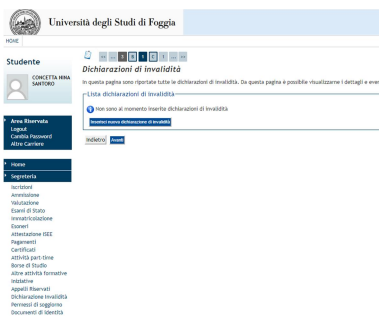 Università degli Studi di Foggia
HOME
Studente
CONCETTA NINA
SANTORO
Area Riservata
Logout
Cambia Password
Altre Carriere
Home
Segreteria
Iscrizioni
Ammissione
Valutazione
Esami di Stato
Immatricolazione
Esoneri
Attestazione ISEE
Pagamenti
Certificati
Attività part-time
Borse di Studio
Altre attività formative
Iniziative
Appelli Riservati
Dichiarazione Invalidità
Permessi di soggiorno
Documenti di identità
<< ... ... >>
Dichiarazioni di invalidità
In questa pagina sono riportate tutte le dichiarazioni di invalidità. Da questa pagina è possibile visualizzarne i dettagli e even
Lista dichiarazioni di invalidità
Non sono al momento inserite dichiarazioni di invalidità
Inserisci nuova dichiarazione di invalidità
Indietro Avanti